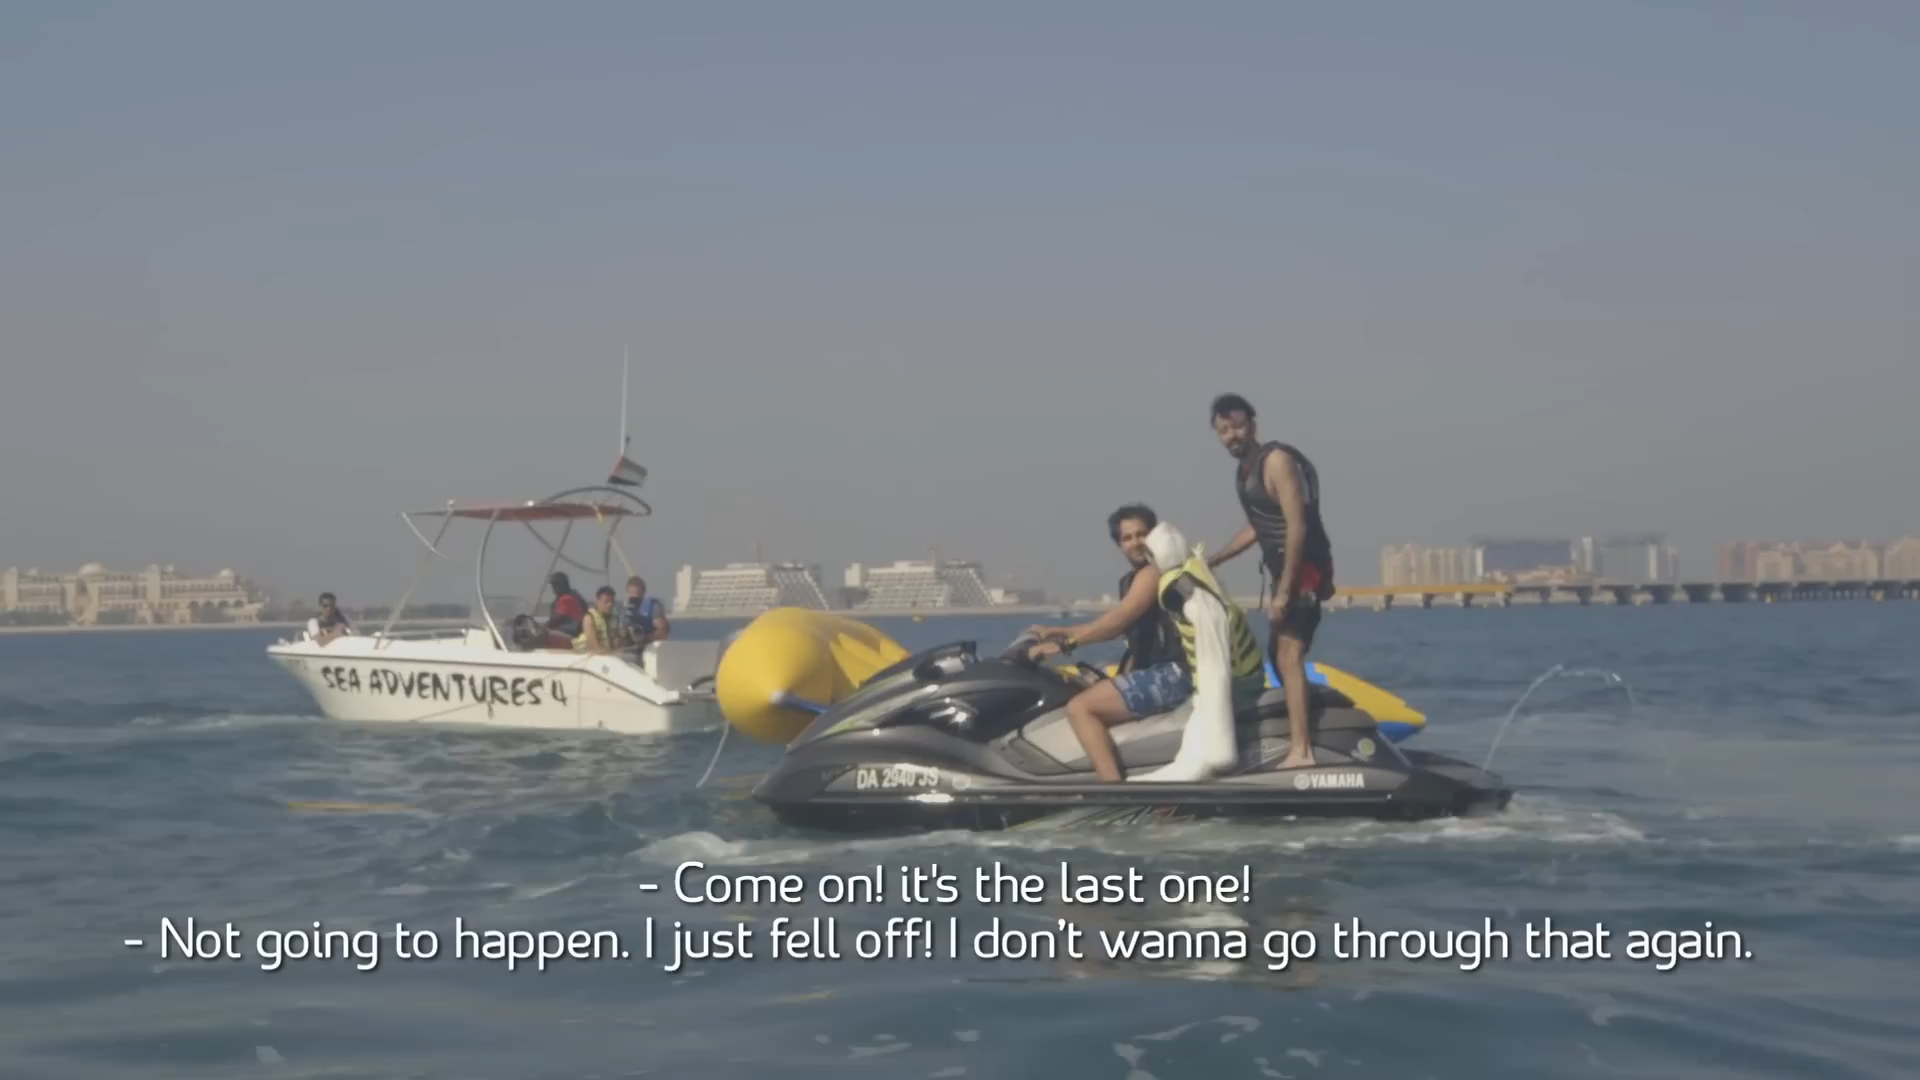 SEA ADVENTURES 4
DA 2940 JS
YAMAHA
- Come on! it's the last one!
- Not going to happen. I just fell off! I don't wanna go through that again.